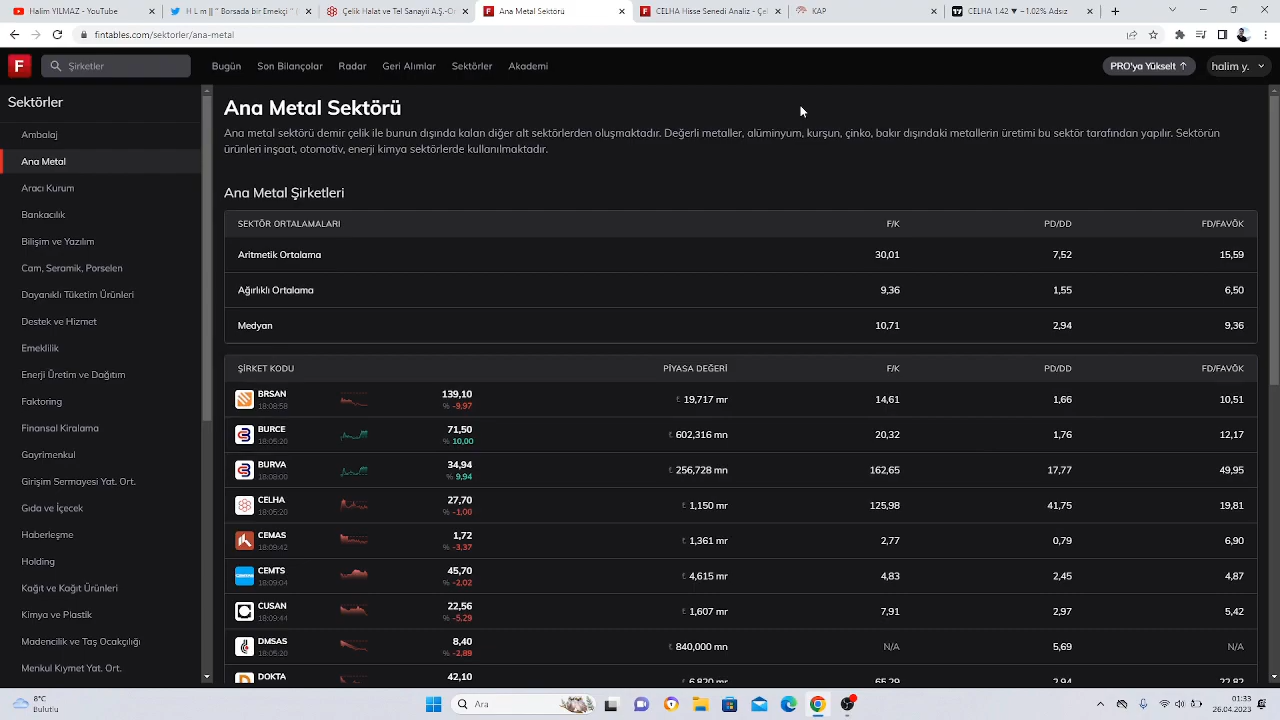 Halim YILMAZ - YouTube
H L m || " Borsada bir Emekçi " (
Çelik Halat ve Tel Sanayii A.Ş.-On
Ana Metal Sektörü
CELHA Hisse Senedi Analiz - Çel
KAP
CELHA 1.42 ▼ −1.02% Adsız
fintables.com/sektorler/ana-metal
F
Şirketler
Bugün
Son Bilançolar
Radar
Geri Alımlar
Sektörler
Akademi
PRO'ya Yükselt ↑
halim y.
Sektörler
Ambalaj
Ana Metal
Aracı Kurum
Bankacılık
Bilişim ve Yazılım
Cam, Seramik, Porselen
Dayanıklı Tüketim Ürünleri
Destek ve Hizmet
Emeklilik
Enerji Üretim ve Dağıtım
Faktoring
Finansal Kiralama
Gayrimenkul
Girişim Sermayesi Yat. Ort.
Gıda ve İçecek
Haberleşme
Holding
Kağıt ve Kağıt Ürünleri
Kimya ve Plastik
Madencilik ve Taş Ocakçılığı
Menkul Kıymet Yat. Ort.
Ana Metal Sektörü
Ana metal sektörü demir çelik ile bunun dışında kalan diğer alt sektörlerden oluşmaktadır. Değerli metaller, alüminyum, kurşun, çinko, bakır dışındaki metallerin üretimi bu sektör tarafından yapılır. Sektörün
ürünleri inşaat, otomotiv, enerji kimya sektörlerde kullanılmaktadır.
Ana Metal Şirketleri
SEKTÖR ORTALAMALARI F/K PD/DD FD/FAVÖK
Aritmetik Ortalama 30,01 7,52 15,59
Ağırlıklı Ortalama 9,36 1,55 6,50
Medyan 10,71 2,94 9,36
ŞİRKET KODU PİYASA DEĞERİ F/K PD/DD FD/FAVÖK
BRSAN 139,10 ₺ 19,717 mr 14,61 1,66 10,51
18:08:58 % -9,97
BURCE 71,50 ₺ 602,316 mn 20,32 1,76 12,17
18:05:20 % 10,00
BURVA 34,94 ₺ 256,728 mn 162,65 17,77 49,95
18:08:00 % 9,94
CELHA 27,70 ₺ 1,150 mr 125,98 41,75 19,81
18:05:20 % -1,00
CEMAS 1,72 ₺ 1,361 mr 2,77 0,79 6,90
18:09:42 % -3,37
CEMTS 45,70 ₺ 4,615 mr 4,83 2,45 4,87
18:09:04 % -2,02
CUSAN 22,56 ₺ 1,607 mr 7,91 2,97 5,42
18:09:44 % -5,29
DMSAS 8,40 ₺ 840,000 mn N/A 5,69 N/A
18:05:20 % -2,89
DOKTA 42,10 ₺ 6,820 mr 65,29 2,94 22,82
8°C
Bulutlu
Ara
01:33
26.04.2023